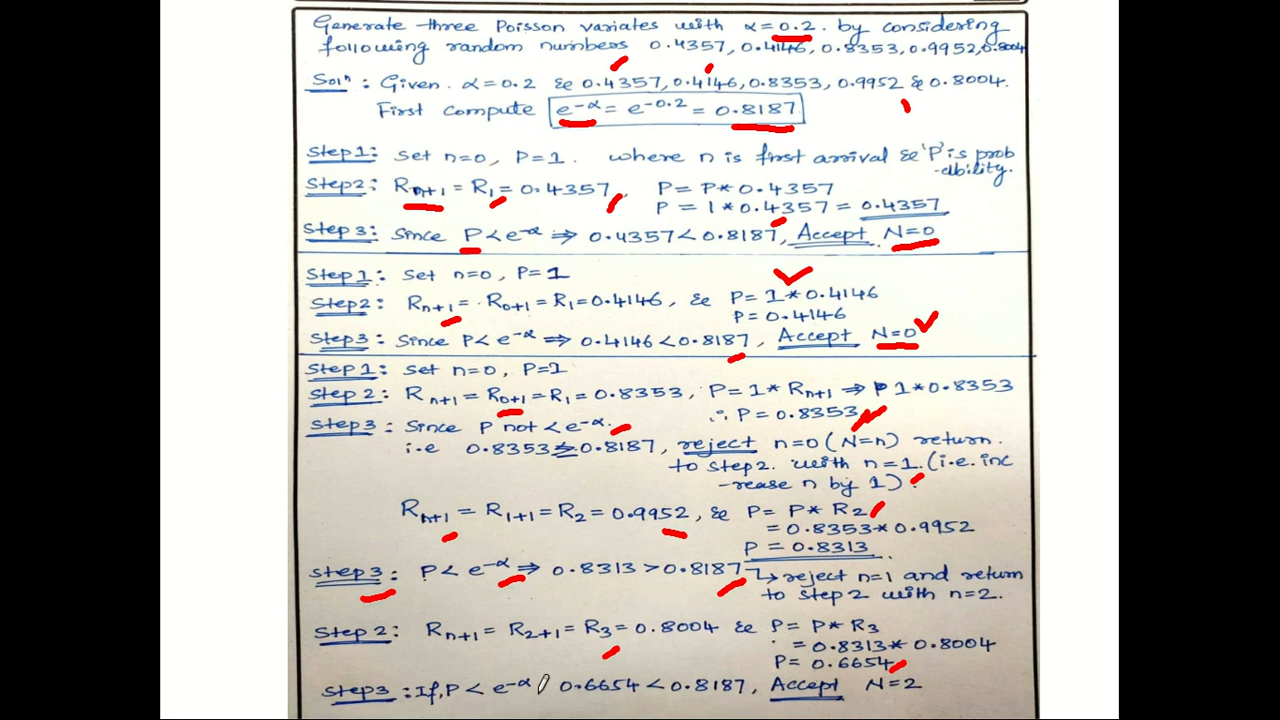 Generate three Poisson variates with α=0.2. by considering
following random numbers 0.4357, 0.4146, 0.8353, 0.9952, 0.8004
Solⁿ: Given. α=0.2 & 0.4357, 0.4146, 0.8353, 0.9952 & 0.8004.
First compute e^-α = e^-0.2 = 0.8187
Step1: Set n=0, P=1. where n is first arrival & 'P' is prob
-ability.
Step2: Rn+1 = R1 = 0.4357, P= P* 0.4357
P = 1*0.4357 = 0.4357
Step 3: Since P<e^-α ⇒ 0.4357<0.8187, Accept N=0
Step1: Set n=0, P=1
Step2: Rn+1 = R0+1 = R1=0.4146, & P= 1*0.4146
P= 0.4146
Step3: Since P< e^-α ⇒ 0.4146 <0.8187, Accept N=0
Step1: Set n=0, P=1
Step 2: Rn+1 = R0+1 = R1 = 0.8353, P= 1* Rn+1 ⇒ P 1*0.8353
∴ P= 0.8353
Step3: Since P not <e^-α.
i.e 0.8353 ≥ 0.8187, reject n=0 (N=n) return.
to step2. with n=1. (i.e. inc
-rease n by 1).
Rn+1 = R1+1 = R2 = 0.9952, & P= P* R2
= 0.8353*0.9952
P = 0.8313
Step3: P< e^-α ⇒ 0.8313 >0.8187 → reject n=1 and return
to step 2 with n=2.
Step 2: Rn+1 = R2+1 = R3 = 0.8004 & P= P* R3
= 0.8313* 0.8004
P= 0.6654
Step3: If, P < e^-α 0.6654 <0.8187, Accept N=2